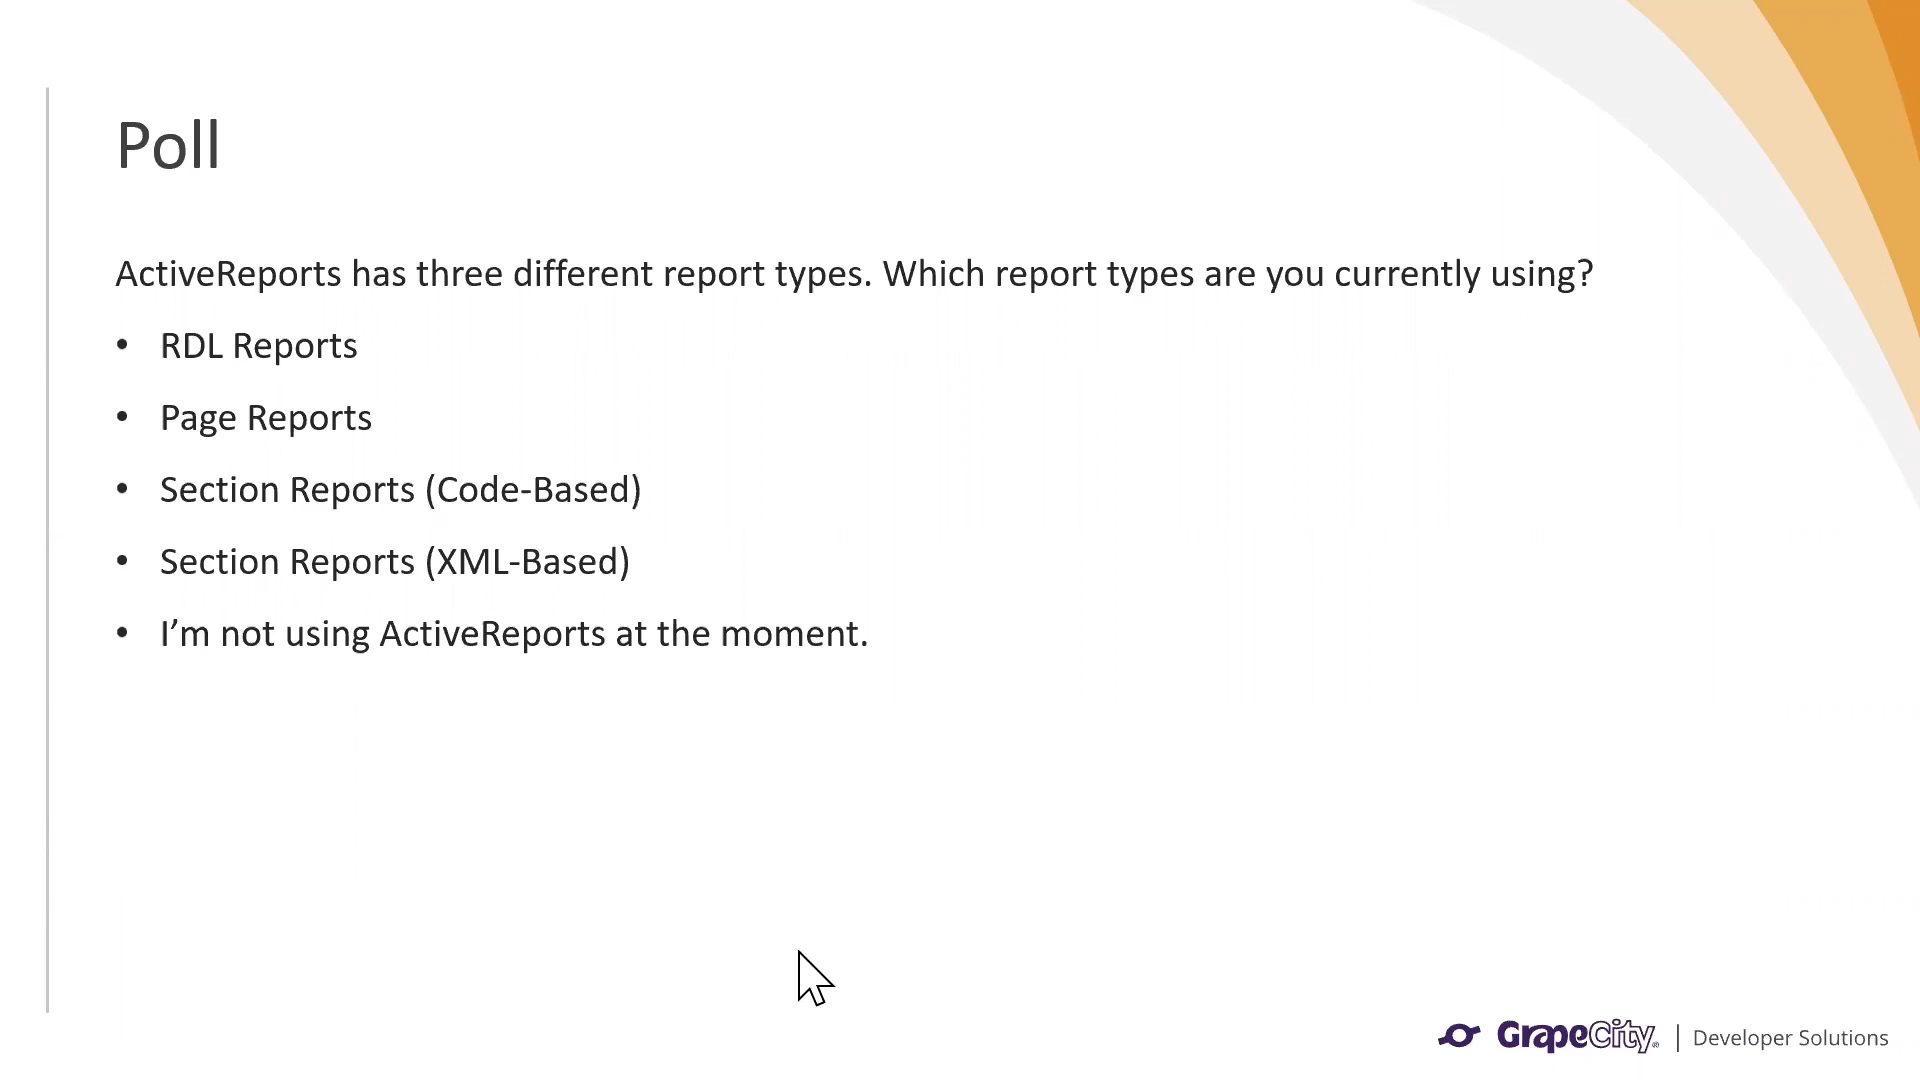 Poll
ActiveReports has three different report types. Which report types are you currently using?
• RDL Reports
• Page Reports
• Section Reports (Code-Based)
• Section Reports (XML-Based)
• I’m not using ActiveReports at the moment.
GrapeCity® | Developer Solutions